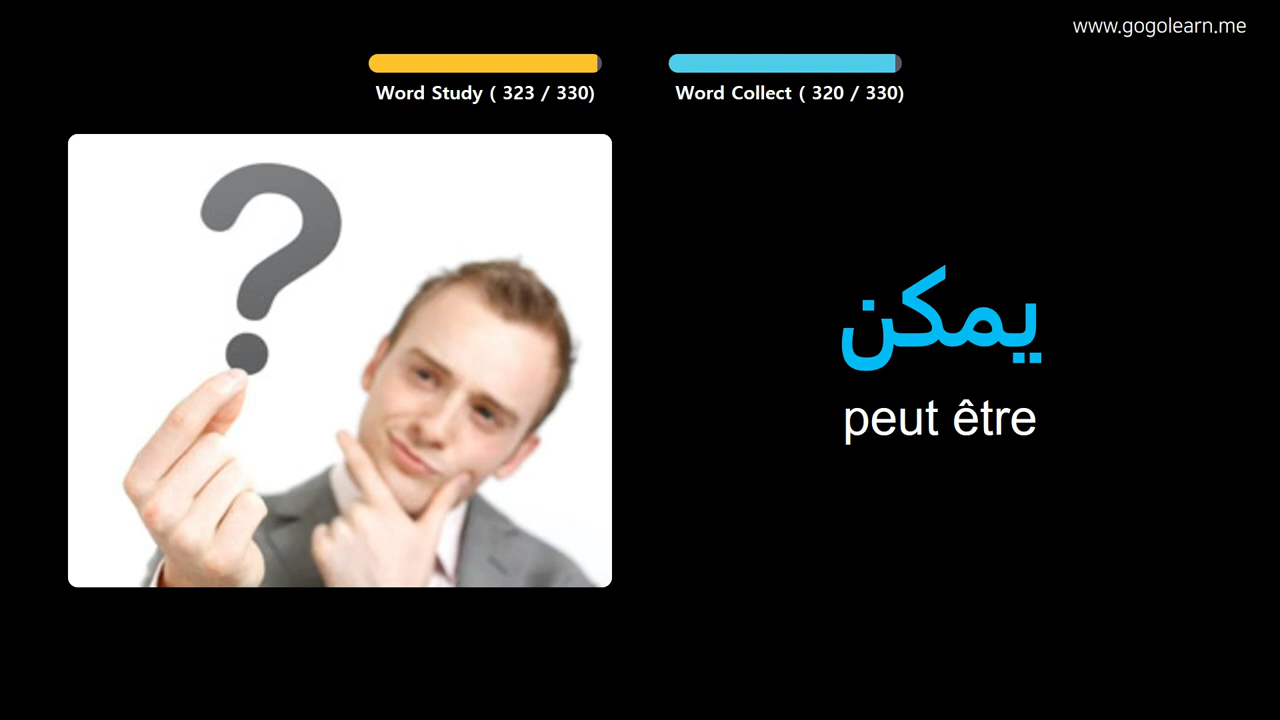 www.gogolearn.me
Word Study ( 323 / 330)
Word Collect ( 320 / 330)
يمكن
peut être